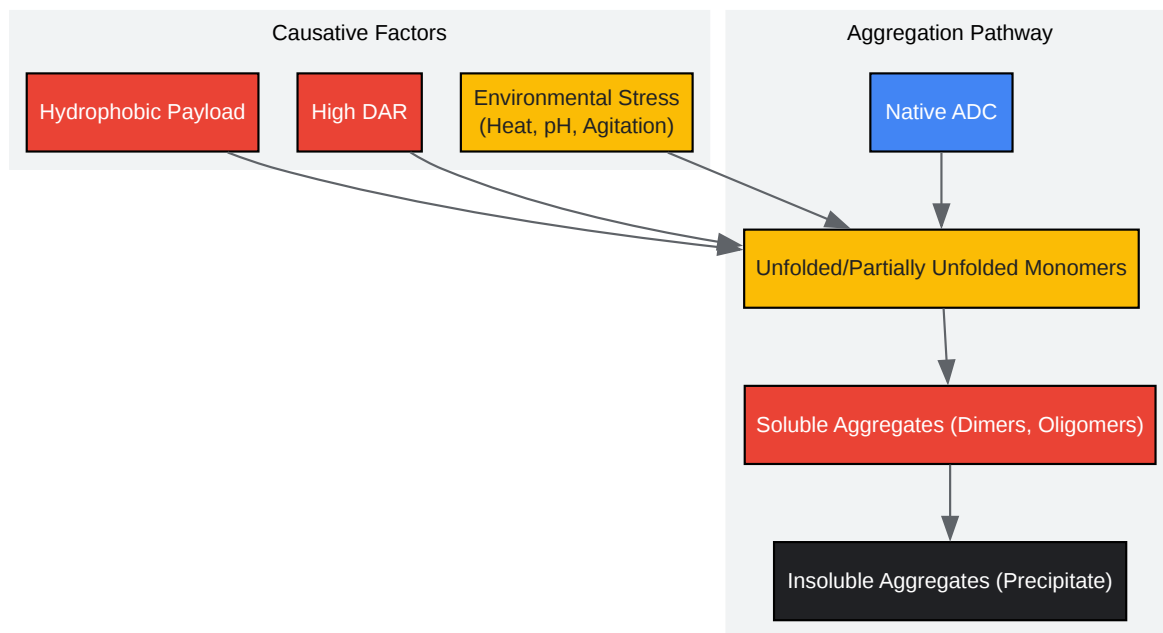 Causative Factors
Hydrophobic Payload
High DAR
Environmental Stress
(Heat, pH, Agitation)
Aggregation Pathway
Native ADC
Unfolded/Partially Unfolded Monomers
Soluble Aggregates (Dimers, Oligomers)
Insoluble Aggregates (Precipitate)